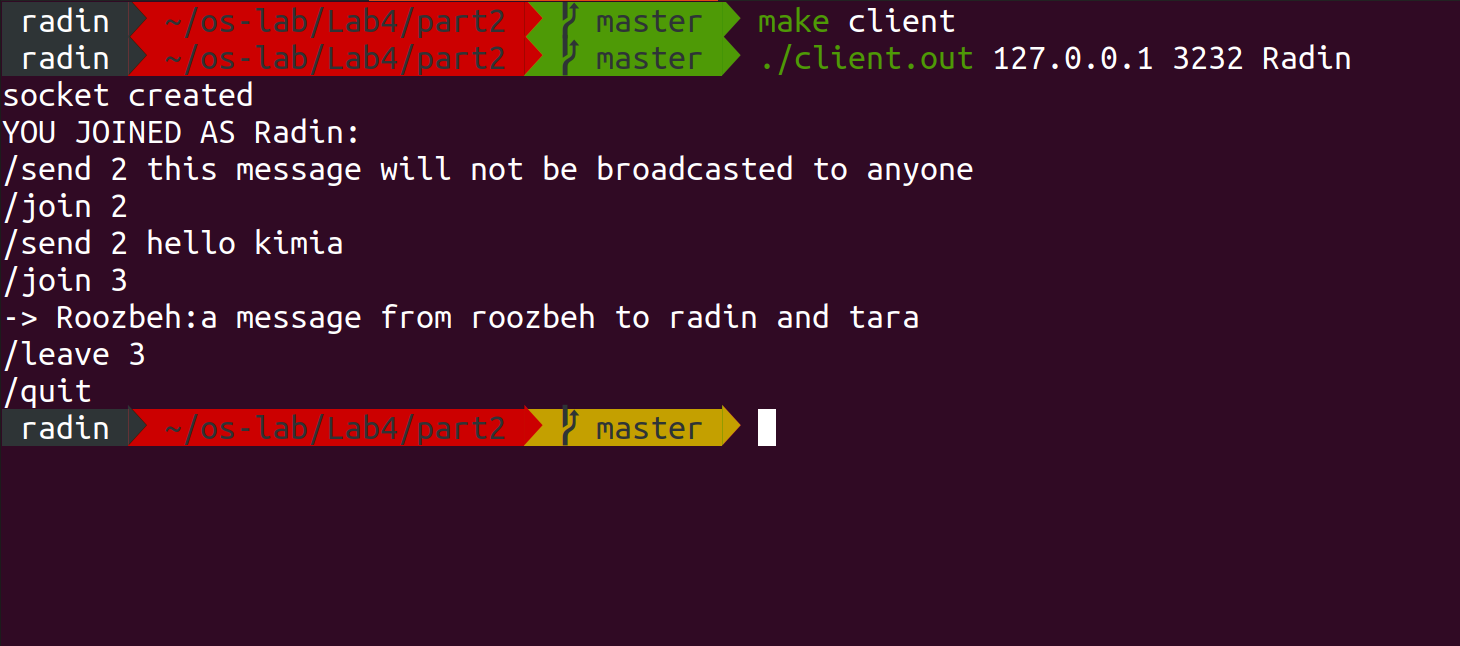 radin ~/os-lab/Lab4/part2 master make client
radin ~/os-lab/Lab4/part2 master ./client.out 127.0.0.1 3232 Radin
socket created
YOU JOINED AS Radin:
/send 2 this message will not be broadcasted to anyone
/join 2
/send 2 hello kimia
/join 3
-> Roozbeh:a message from roozbeh to radin and tara
/leave 3
/quit
radin ~/os-lab/Lab4/part2 master